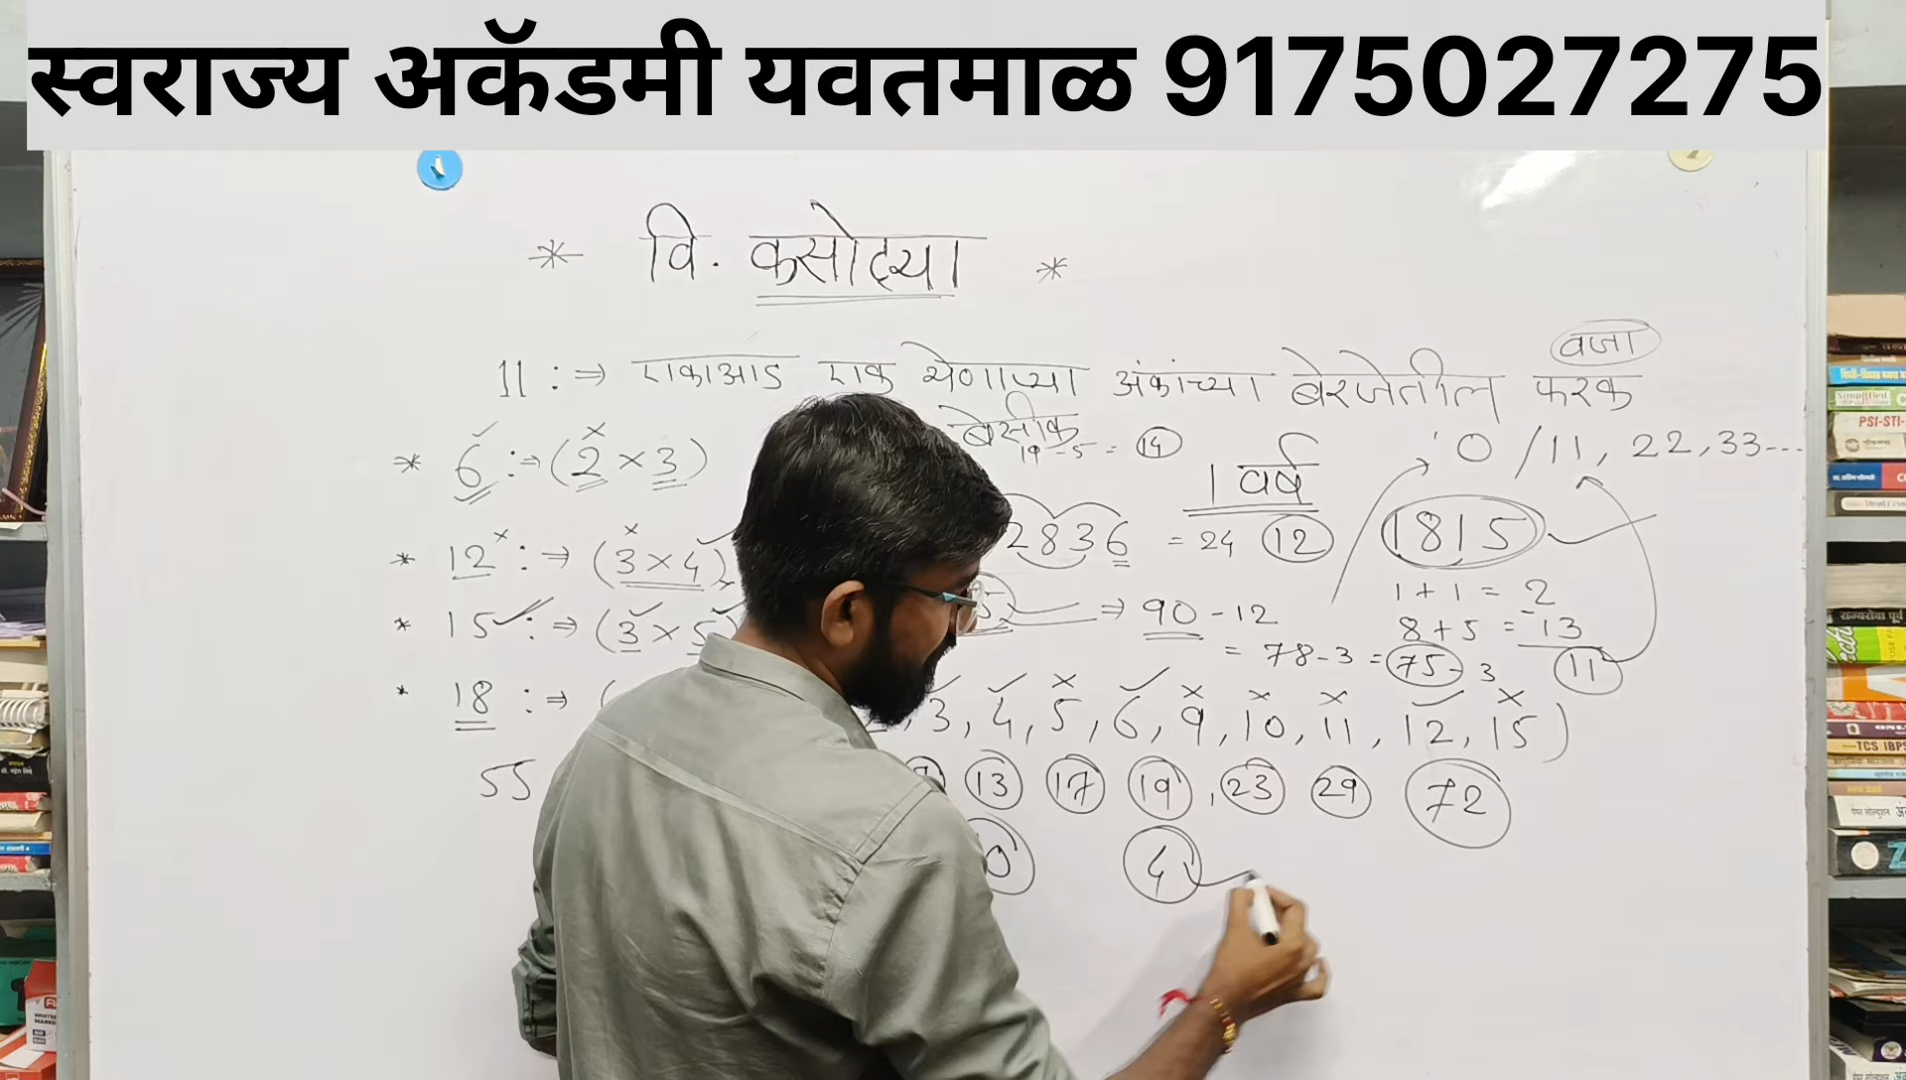 स्वराज्य अकॅडमी यवतमाळ 9175027275
* वि. कसोट्या *
वजा
11 :⇒ एकाआड एक येणाऱ्या अंकांच्या बेरजेतील फरक
बेसीक
0 / 11, 22, 33...
* 6 :⇒ (2 × 3)
19 - 5 = 14
1 वर्ष
* 12 :⇒ (3 × 4)
2836 = 24 12
1815
1 + 1 = 2
* 15 :⇒ (3 × 5)
⇒ 90 - 12
8 + 5 = 13
= 78 - 3 = 75 - 3
11
* 18 :⇒ (
3, 4, 5, 6, 9, 10, 11, 12, 15)
55
13 17 19, 23 29 72
4